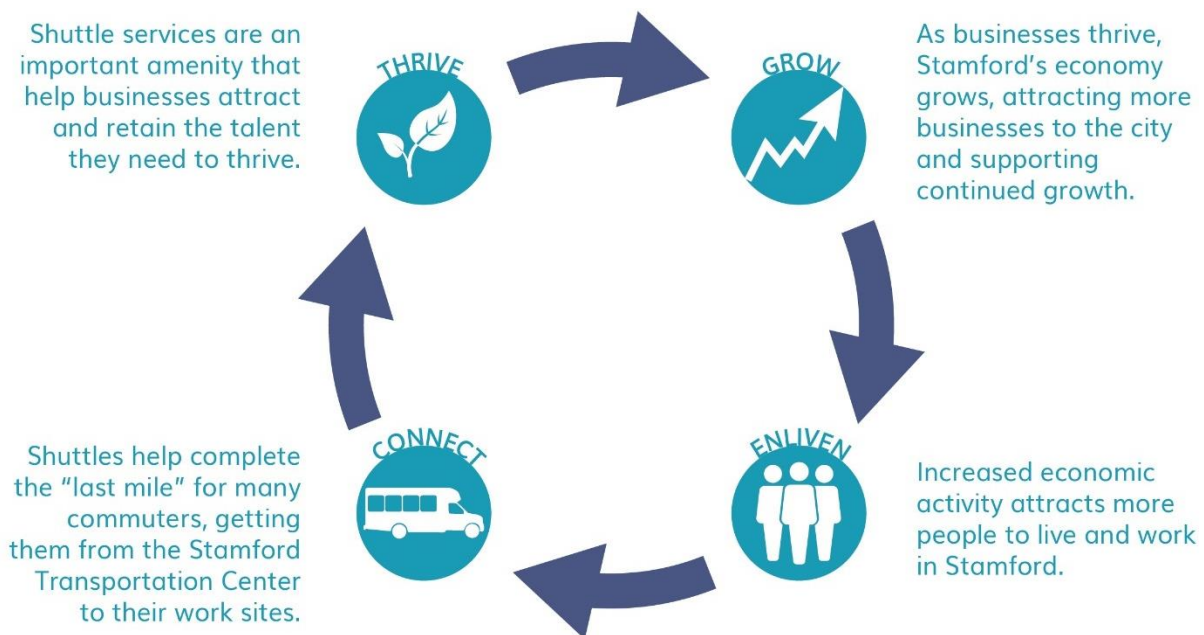 Shuttle services are an
important amenity that
help businesses attract
and retain the talent
they need to thrive.
THRIVE
GROW
As businesses thrive,
Stamford's economy
grows, attracting more
businesses to the city
and supporting
continued growth.
Shuttles help complete
the “last mile” for many
commuters, getting
them from the Stamford
Transportation Center
to their work sites.
CONNECT
ENLIVEN
Increased economic
activity attracts more
people to live and work
in Stamford.